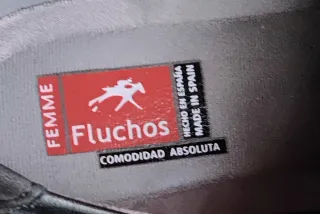 FEMME
Fluchos
HECHO EN ESPAÑA
MADE IN SPAIN
COMODIDAD ABSOLUTA